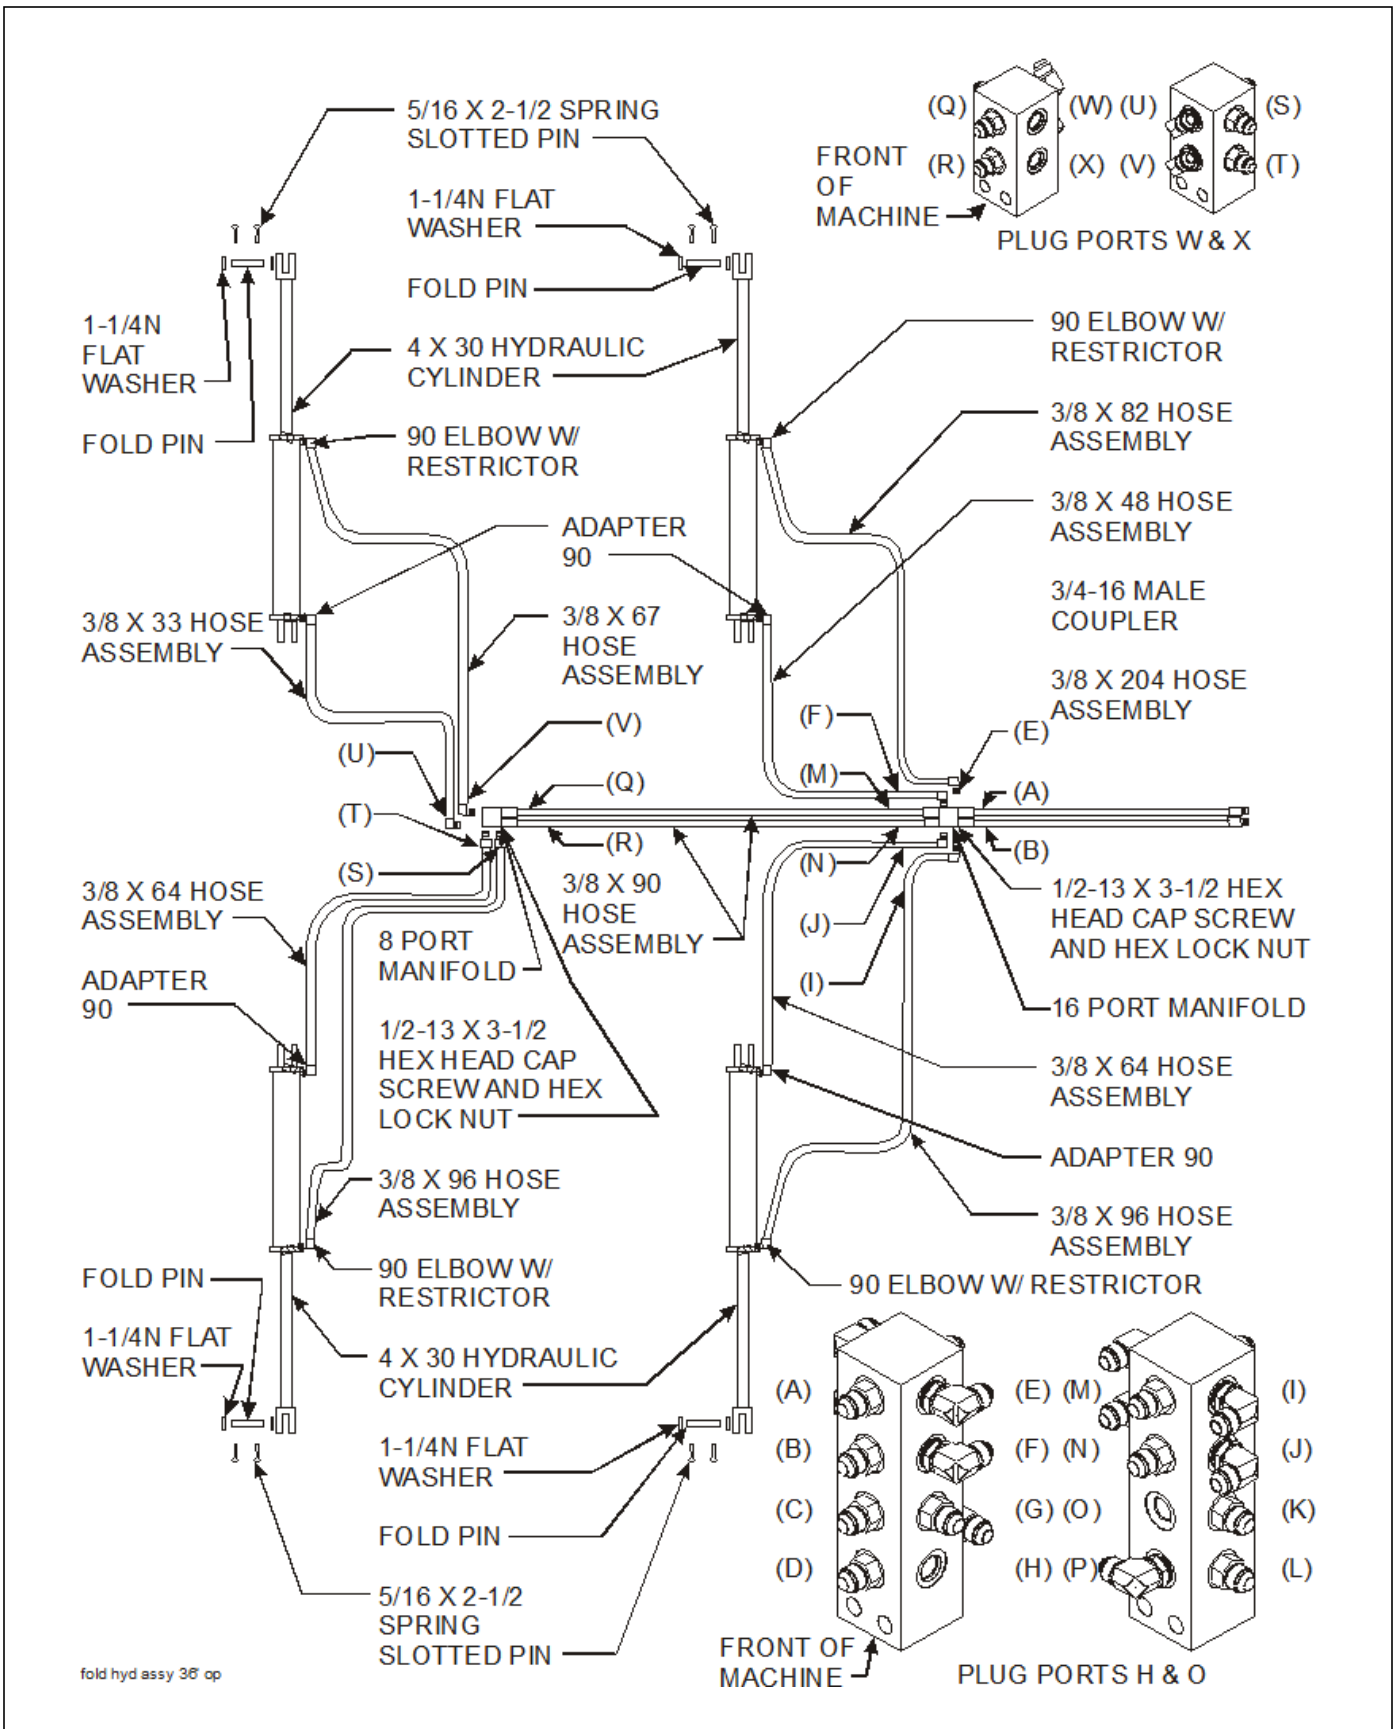 5/16 X 2-1/2 SPRING
SLOTTED PIN
1-1/4N FLAT
WASHER
FOLD PIN
1-1/4N
FLAT
WASHER
FOLD PIN
4 X 30 HYDRAULIC
CYLINDER
90 ELBOW W/
RESTRICTOR
(Q)
(R)
(W)
(X)
(U)
(V)
(S)
(T)
FRONT
OF
MACHINE
PLUG PORTS W & X
90 ELBOW W/
RESTRICTOR
3/8 X 82 HOSE
ASSEMBLY
3/8 X 48 HOSE
ASSEMBLY
3/4-16 MALE
COUPLER
3/8 X 204 HOSE
ASSEMBLY
ADAPTER
90
3/8 X 33 HOSE
ASSEMBLY
3/8 X 67
HOSE
ASSEMBLY
(V)
(U)
(Q)
(T)
(R)
(S)
(F)
(M)
(E)
(A)
(B)
(N)
(J)
(I)
3/8 X 64 HOSE
ASSEMBLY
ADAPTER
90
8 PORT
MANIFOLD
3/8 X 90
HOSE
ASSEMBLY
1/2-13 X 3-1/2
HEX HEAD CAP
SCREW AND HEX
LOCK NUT
1/2-13 X 3-1/2 HEX
HEAD CAP SCREW
AND HEX LOCK NUT
16 PORT MANIFOLD
3/8 X 64 HOSE
ASSEMBLY
ADAPTER 90
3/8 X 96 HOSE
ASSEMBLY
90 ELBOW W/ RESTRICTOR
3/8 X 96 HOSE
ASSEMBLY
90 ELBOW W/
RESTRICTOR
FOLD PIN
1-1/4N FLAT
WASHER
4 X 30 HYDRAULIC
CYLINDER
1-1/4N FLAT
WASHER
FOLD PIN
5/16 X 2-1/2
SPRING
SLOTTED PIN
(A)
(B)
(C)
(D)
(E)
(F)
(G)
(H)
(M)
(N)
(O)
(P)
(I)
(J)
(K)
(L)
FRONT OF
MACHINE
PLUG PORTS H & O
fold hyd assy 36' op